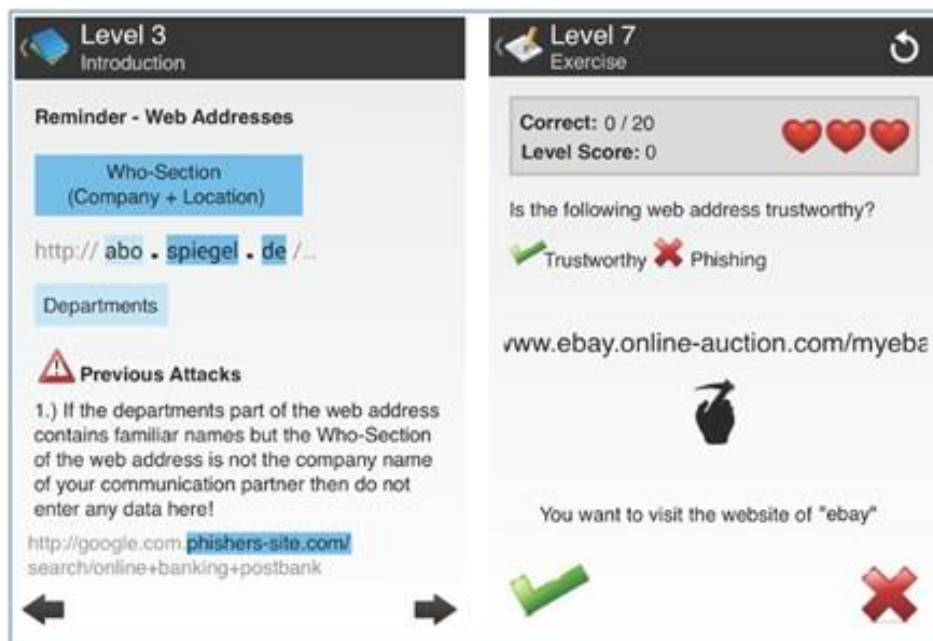 Level 3
Introduction
Reminder - Web Addresses
Who-Section
(Company + Location)
http:// abo . spiegel . de /...
Departments
Previous Attacks
1.) If the departments part of the web address
contains familiar names but the Who-Section
of the web address is not the company name
of your communication partner then do not
enter any data here!
http://google.com.phishers-site.com/
search/online+banking+postbank
Level 7
Exercise
Correct: 0 / 20
Level Score: 0
Is the following web address trustworthy?
Trustworthy Phishing
www.ebay.online-auction.com/myeba
You want to visit the website of "ebay"